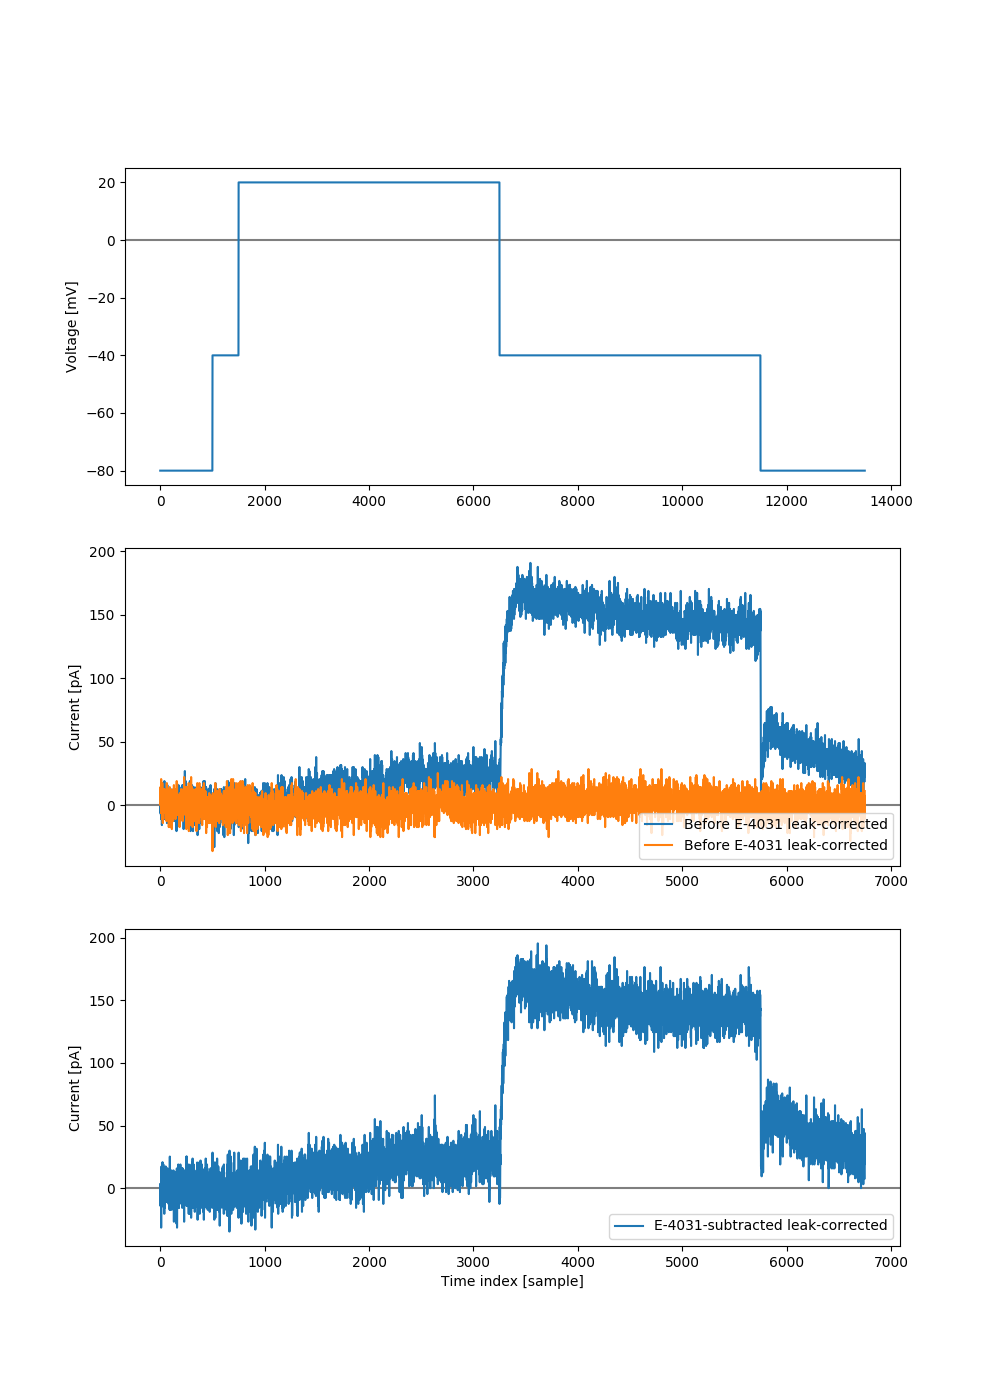 20
0
−20
−40
−60
−80
Voltage [mV]
0 2000 4000 6000 8000 10000 12000 14000
200
150
100
50
0
Current [pA]
Before E-4031 leak-corrected
Before E-4031 leak-corrected
0 1000 2000 3000 4000 5000 6000 7000
200
150
100
50
0
Current [pA]
E-4031-subtracted leak-corrected
0 1000 2000 3000 4000 5000 6000 7000
Time index [sample]